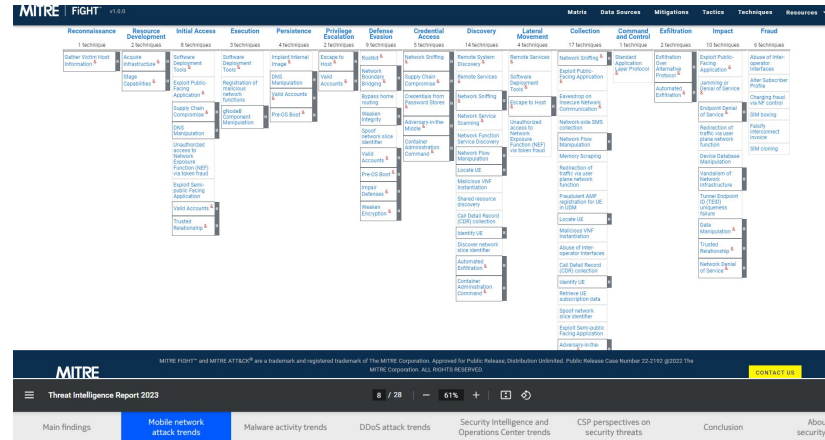 MITRE | FiGHT™ v1.0.0
Matrix Data Sources Mitigations Tactics Techniques Resources
Reconnaissance
1 technique
Gather Victim Host
Information &
Resource
Development
2 techniques
Acquire
Infrastructure &
Stage
Capabilities &
Initial Access
8 techniques
Software
Deployment
Tools &
Exploit Public-
Facing
Application &
Supply Chain
Compromise &
DNS
Manipulation
Unauthorized
access to
Network
Exposure
Function (NEF)
via token fraud
Exploit Semi-
public Facing
Application
Valid Accounts &
Trusted
Relationship &
Execution
3 techniques
Software
Deployment
Tools &
Registration of
malicious
network
functions
gNodeB
Component
Manipulation
Persistence
4 techniques
Implant Internal
Image &
DNS
Manipulation
Valid Accounts
&
Pre-OS Boot &
Privilege
Escalation
2 techniques
Escape to
Host &
Valid
Accounts &
Defense
Evasion
9 techniques
Rootkit &
Network
Boundary
Bridging &
Bypass home
routing
Weaken
Integrity
Spoof
network slice
identifier
Valid
Accounts &
Pre-OS Boot &
Impair
Defenses &
Weaken
Encryption &
Credential
Access
5 techniques
Network Sniffing
&
Supply Chain
Compromise &
Credentials from
Password Stores
&
Adversary-in-the-
Middle &
Container
Administration
Command &
Discovery
14 techniques
Remote System
Discovery &
Remote Services
&
Network Sniffing
&
Network Service
Scanning &
Network Function
Service Discovery
Network Flow
Manipulation
Locate UE
Malicious VNF
Instantiation
Shared resource
discovery
Call Detail Record
(CDR) collection
Identify UE
Discover network
slice identifier
Automated
Exfiltration &
Container
Administration
Command &
Lateral
Movement
4 techniques
Remote Services
&
Software
Deployment
Tools &
Escape to Host
&
Unauthorized
access to
Network
Exposure
Function (NEF)
via token fraud
Collection
17 techniques
Network Sniffing &
Exploit Public-
Facing Application
&
Eavesdrop on
Insecure Network
Communication &
Network-side SMS
collection
Network Flow
Manipulation
Memory Scraping
Redirection of
traffic via user
plane network
function
Fraudulent AMF
registration for UE
in UDM
Locate UE
Malicious VNF
Instantiation
Abuse of Inter-
operator Interfaces
Call Detail Record
(CDR) collection
Identify UE
Retrieve UE
subscription data
Spoof network
slice identifier
Exploit Semi-public
Facing Application
Adversary-in-the-
Command
and Control
1 technique
Standard
Application
Layer Protocol
&
Exfiltration
2 techniques
Exfiltration
Over
Alternative
Protocol &
Automated
Exfiltration &
Impact
10 techniques
Exploit Public-
Facing
Application &
Jamming or
Denial of Service
&
Endpoint Denial
of Service &
Redirection of
traffic via user
plane network
function
Device Database
Manipulation
Vandalism of
Network
Infrastructure
Tunnel Endpoint
ID (TEID)
uniqueness
failure
Data
Manipulation &
Trusted
Relationship &
Network Denial
of Service &
Fraud
6 techniques
Abuse of Inter-
operator
Interfaces
Alter Subscriber
Profile
Charging fraud
via NF control
SIM boxing
Falsify
interconnect
invoice
SIM cloning
MITRE
MITRE FiGHT™ and MITRE ATT&CK® are a trademark and registered trademark of The MITRE Corporation. Approved for Public Release; Distribution Unlimited. Public Release Case Number 22-2192 @2022 The
MITRE Corporation. ALL RIGHTS RESERVED.
CONTACT US
Threat Intelligence Report 2023
8 / 28 | — 61% +
Main findings
Mobile network
attack trends
Malware activity trends
DDoS attack trends
Security Intelligence and
Operations Center trends
CSP perspectives on
security threats
Conclusion
Abou
security